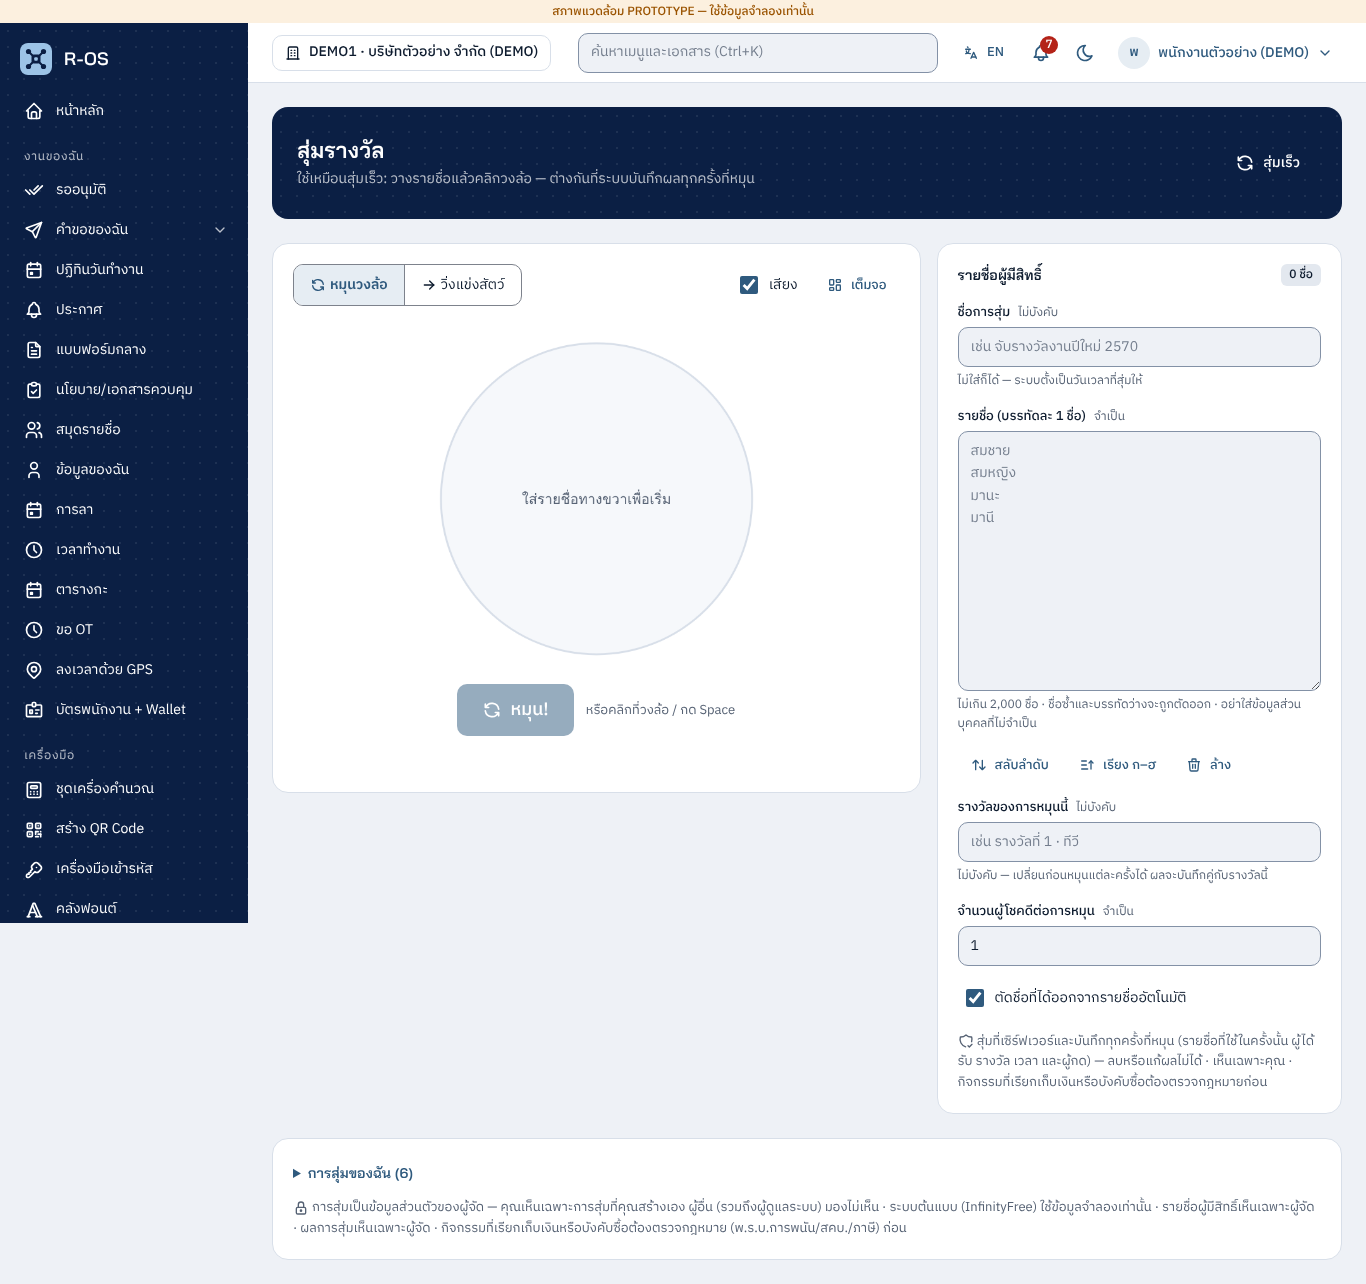 สภาพแวดล้อม PROTOTYPE — ใช้ข้อมูลจำลองเท่านั้น
R-OS
DEMO1 · บริษัทตัวอย่าง จำกัด (DEMO)
ค้นหาเมนูและเอกสาร (Ctrl+K)
EN
7
พ
พนักงานตัวอย่าง (DEMO)
หน้าหลัก
งานของฉัน
รออนุมัติ
คำขอของฉัน
ปฏิทินวันทำงาน
ประกาศ
แบบฟอร์มกลาง
นโยบาย/เอกสารควบคุม
สมุดรายชื่อ
ข้อมูลของฉัน
การลา
เวลาทำงาน
ตารางกะ
ขอ OT
ลงเวลาด้วย GPS
บัตรพนักงาน + Wallet
เครื่องมือ
ชุดเครื่องคำนวณ
สร้าง QR Code
เครื่องมือเข้ารหัส
คลังฟอนต์
สุ่มรางวัล
ใช้เหมือนสุ่มเร็ว: วางรายชื่อแล้วคลิกวงล้อ — ต่างกันที่ระบบบันทึกผลทุกครั้งที่หมุน
สุ่มเร็ว
หมุนวงล้อ
วิ่งแข่งสัตว์
เสียง
เต็มจอ
ใส่รายชื่อทางขวาเพื่อเริ่ม
หมุน!
หรือคลิกที่วงล้อ / กด Space
รายชื่อผู้มีสิทธิ์
0 ชื่อ
ชื่อการสุ่ม ไม่บังคับ
เช่น จับรางวัลงานปีใหม่ 2570
ไม่ใส่ก็ได้ — ระบบตั้งเป็นวันเวลาที่สุ่มให้
รายชื่อ (บรรทัดละ 1 ชื่อ) จำเป็น
สมชาย
สมหญิง
มานะ
มานี
ไม่เกิน 2,000 ชื่อ · ชื่อซ้ำและบรรทัดว่างจะถูกตัดออก · อย่าใส่ข้อมูลส่วน
บุคคลที่ไม่จำเป็น
สลับลำดับ
เรียง ก–ฮ
ล้าง
รางวัลของการหมุนนี้ ไม่บังคับ
เช่น รางวัลที่ 1 · ทีวี
ไม่บังคับ — เปลี่ยนก่อนหมุนแต่ละครั้งได้ ผลจะบันทึกคู่กับรางวัลนี้
จำนวนผู้โชคดีต่อการหมุน จำเป็น
1
ตัดชื่อที่ได้ออกจากรายชื่ออัตโนมัติ
สุ่มที่เซิร์ฟเวอร์และบันทึกทุกครั้งที่หมุน (รายชื่อที่ใช้ในครั้งนั้น ผู้ได้
รับ รางวัล เวลา และผู้กด) — ลบหรือแก้ผลไม่ได้ · เห็นเฉพาะคุณ ·
กิจกรรมที่เรียกเก็บเงินหรือบังคับซื้อต้องตรวจกฎหมายก่อน
การสุ่มของฉัน (6)
การสุ่มเป็นข้อมูลส่วนตัวของผู้จัด — คุณเห็นเฉพาะการสุ่มที่คุณสร้างเอง ผู้อื่น (รวมถึงผู้ดูแลระบบ) มองไม่เห็น · ระบบต้นแบบ (InfinityFree) ใช้ข้อมูลจำลองเท่านั้น · รายชื่อผู้มีสิทธิ์เห็นเฉพาะผู้จัด
· ผลการสุ่มเห็นเฉพาะผู้จัด · กิจกรรมที่เรียกเก็บเงินหรือบังคับซื้อต้องตรวจกฎหมาย (พ.ร.บ.การพนัน/สคบ./ภาษี) ก่อน